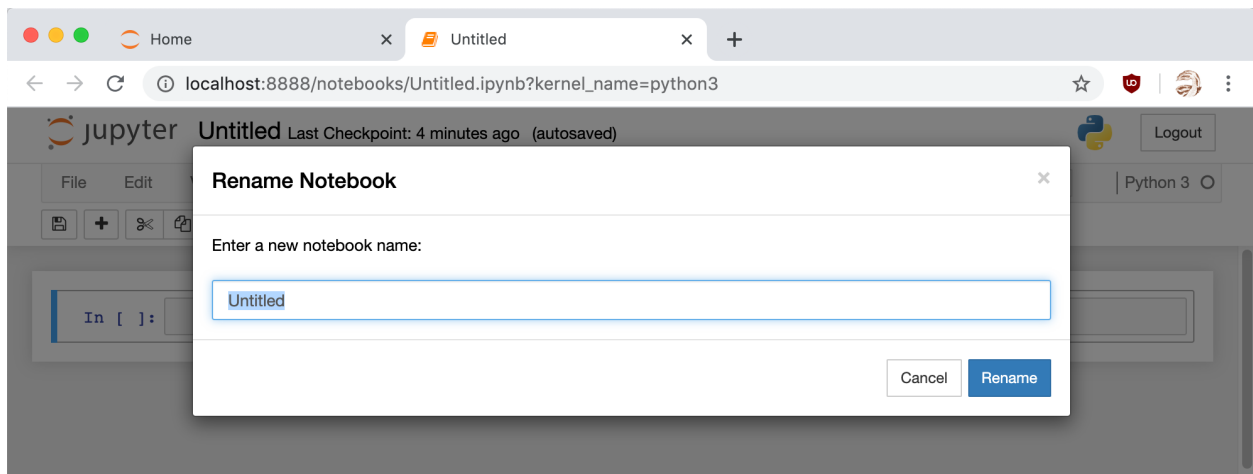 Home
Untitled
localhost:8888/notebooks/Untitled.ipynb?kernel_name=python3
jupyter Untitled Last Checkpoint: 4 minutes ago (autosaved) Logout
Rename Notebook
File Edit Python 3
Enter a new notebook name:
Untitled
In [ ]:
Cancel Rename